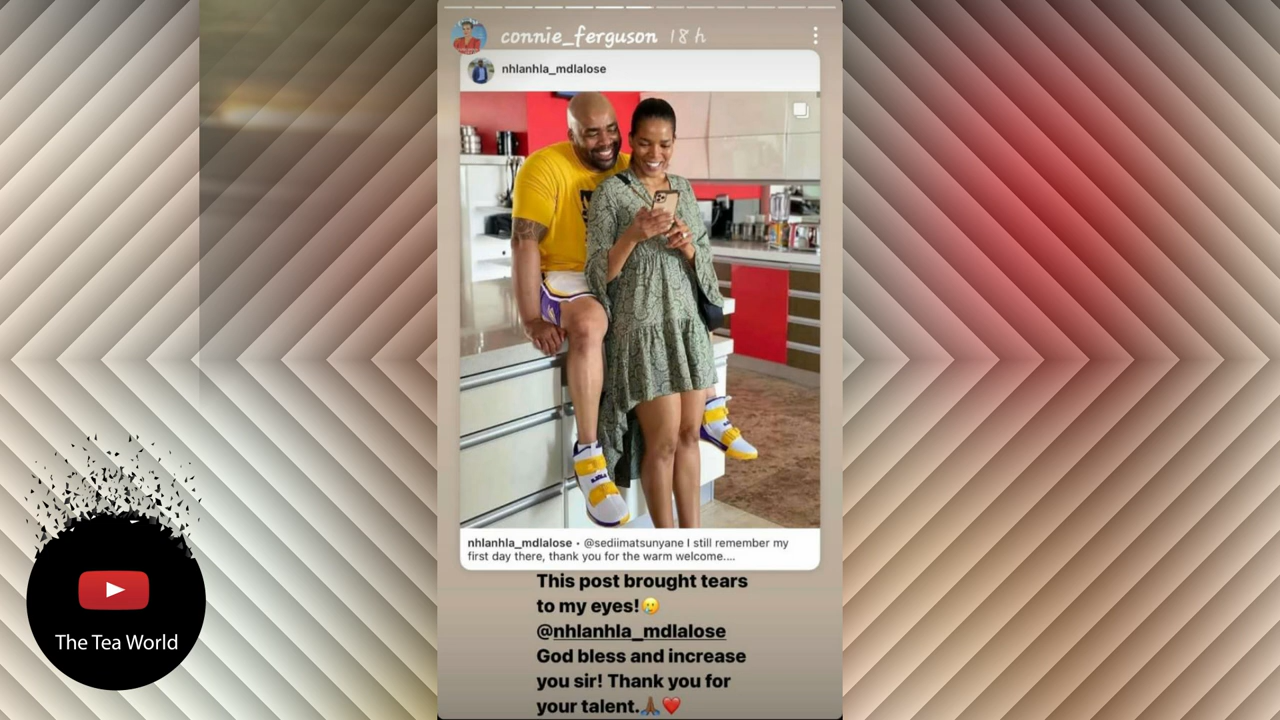 connie_ferguson 18 h
nhlanhla_mdlalose
nhlanhla_mdlalose • @sediimatsunyane I still remember my
first day there, thank you for the warm welcome....
This post brought tears
to my eyes!🥲
@nhlanhla_mdlalose
God bless and increase
you sir! Thank you for
your talent.🙏🏾❤️
The Tea World